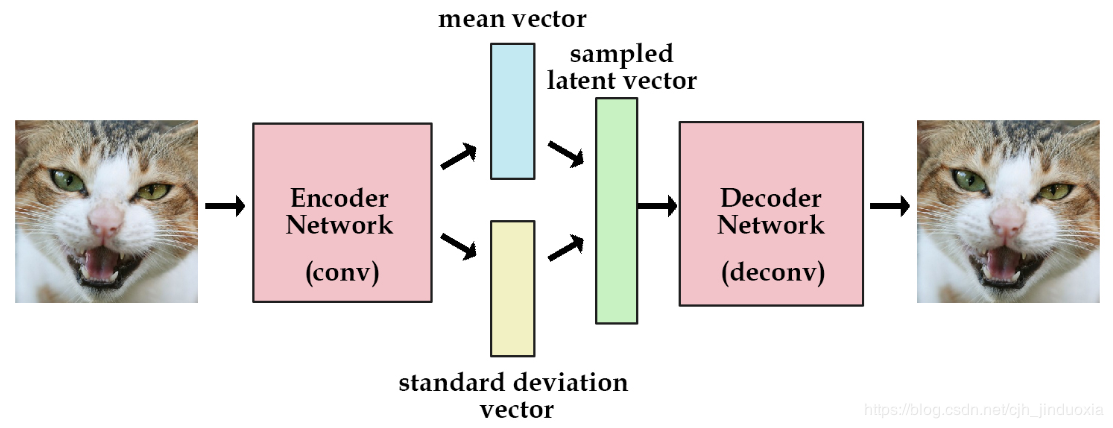 mean vector
sampled
latent vector
Encoder
Network
(conv)
Decoder
Network
(deconv)
standard deviation
vector
https://blog.csdn.net/cjh_jinduoxia